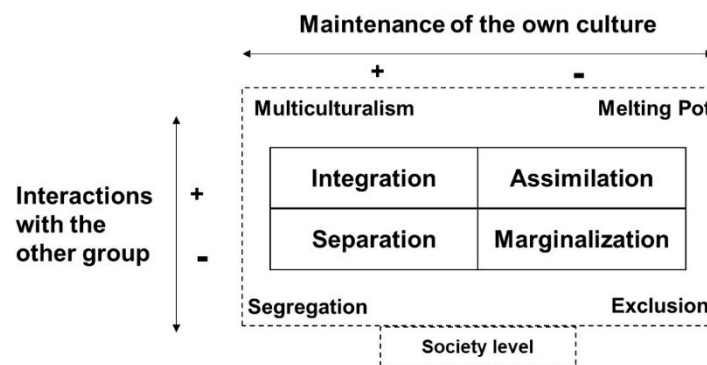 Maintenance of the own culture
+ -
Multiculturalism Melting Pot
Integration Assimilation
Interactions
with the
other group
+
-
Separation Marginalization
Segregation Exclusion
Society level